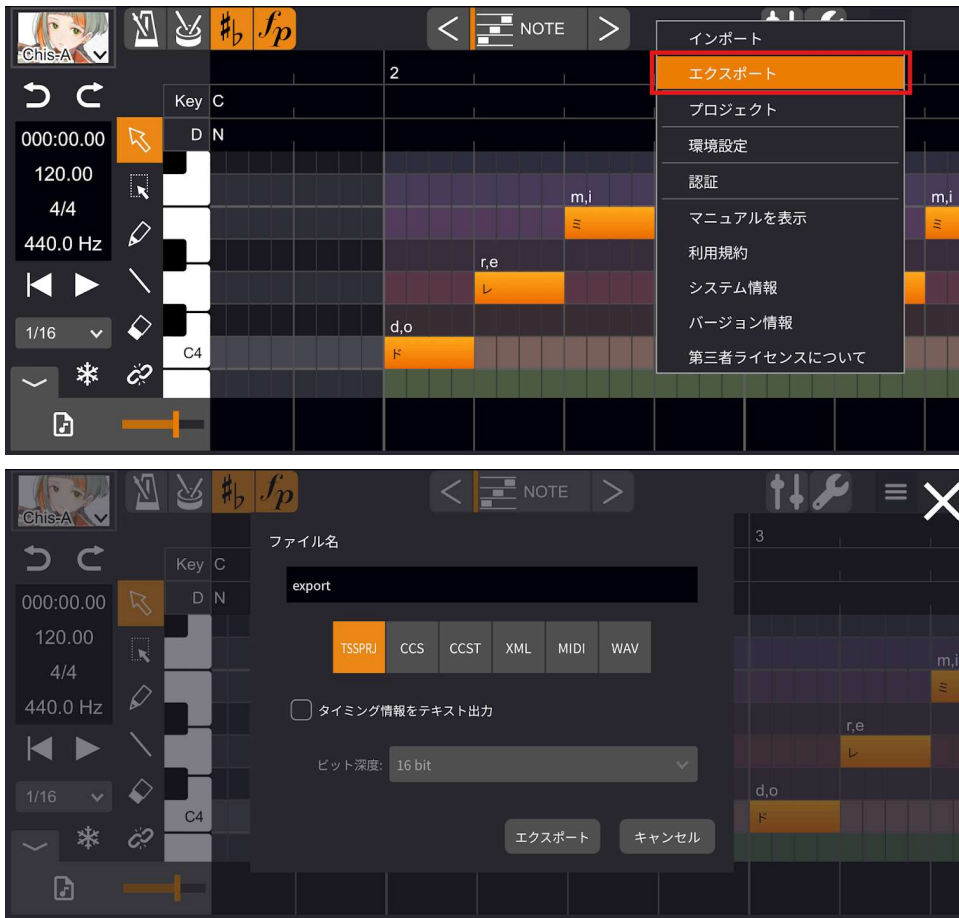 Chis-A
NOTE
インポート
エクスポート
プロジェクト
環境設定
認証
マニュアルを表示
利用規約
システム情報
バージョン情報
第三者ライセンスについて
2
Key C
D N
000:00.00
120.00
4/4
440.0 Hz
1/16
C4
m,i
ミ
r,e
レ
d,o
ド
m,i
ミ
Chis-A
NOTE
3
Key C
D N
000:00.00
120.00
4/4
440.0 Hz
1/16
C4
ファイル名
export
TSSPRJ CCS CCST XML MIDI WAV
タイミング情報をテキスト出力
ビット深度: 16 bit
エクスポート キャンセル
m,i
ミ
r,e
レ
d,o
ド